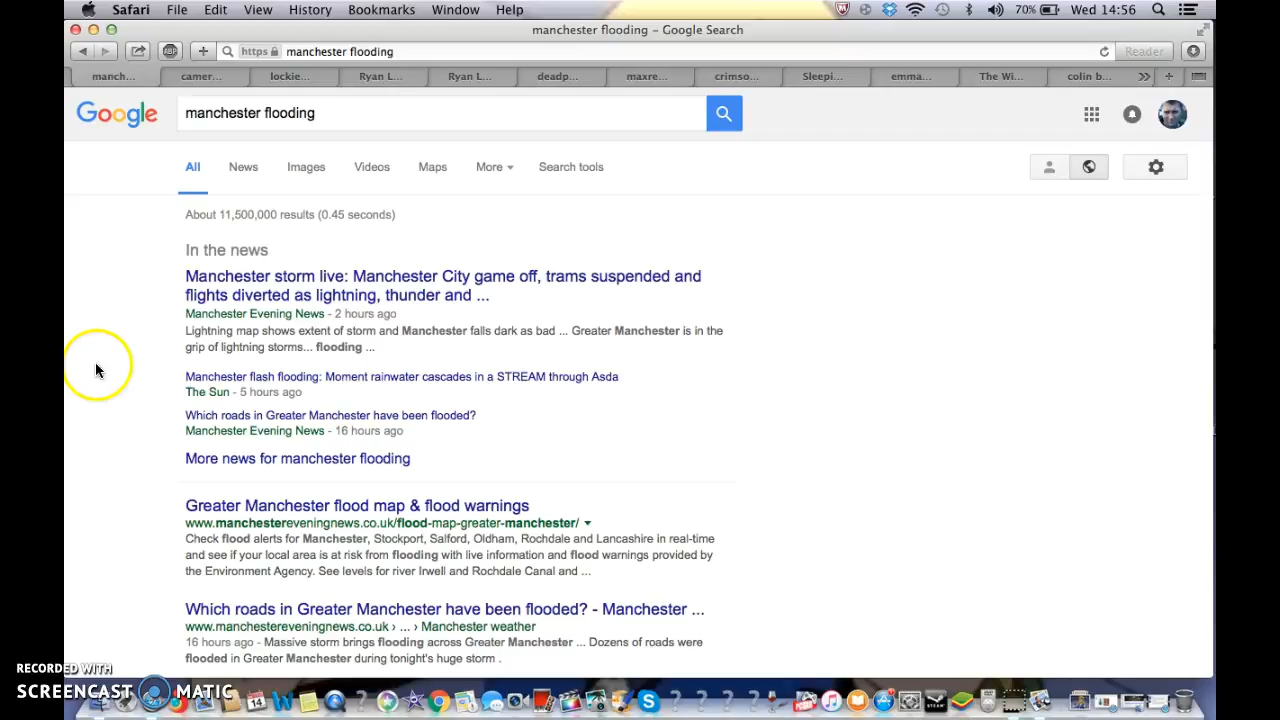 Safari File Edit View History Bookmarks Window Help 70% Wed 14:56
manchester flooding – Google Search
ABP https manchester flooding Reader
manch... camer... lockie... Ryan L... Ryan L... deadp... maxre... crimso... Sleepi... emma... The Wi... colin b...
Google manchester flooding
All News Images Videos Maps More Search tools
About 11,500,000 results (0.45 seconds)
In the news
Manchester storm live: Manchester City game off, trams suspended and
flights diverted as lightning, thunder and ...
Manchester Evening News - 2 hours ago
Lightning map shows extent of storm and Manchester falls dark as bad ... Greater Manchester is in the
grip of lightning storms... flooding ...
Manchester flash flooding: Moment rainwater cascades in a STREAM through Asda
The Sun - 5 hours ago
Which roads in Greater Manchester have been flooded?
Manchester Evening News - 16 hours ago
More news for manchester flooding
Greater Manchester flood map & flood warnings
www.manchestereveningnews.co.uk/flood-map-greater-manchester/
Check flood alerts for Manchester, Stockport, Salford, Oldham, Rochdale and Lancashire in real-time
and see if your local area is at risk from flooding with live information and flood warnings provided by
the Environment Agency. See levels for river Irwell and Rochdale Canal and ...
Which roads in Greater Manchester have been flooded? - Manchester ...
www.manchestereveningnews.co.uk › ... › Manchester weather
16 hours ago - Massive storm brings flooding across Greater Manchester ... Dozens of roads were
flooded in Greater Manchester during tonight's huge storm .
RECORDED WITH
SCREENCAST MATIC
14